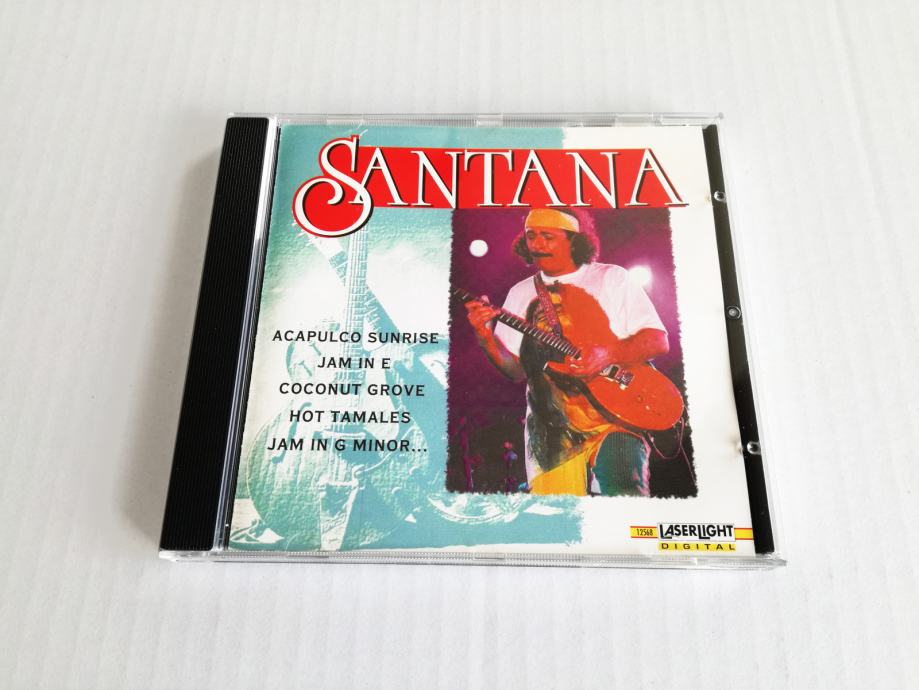 SANTANA
ACAPULCO SUNRISE
JAM IN E
COCONUT GROVE
HOT TAMALES
JAM IN G MINOR...
12568 LASERLIGHT
DIGITAL